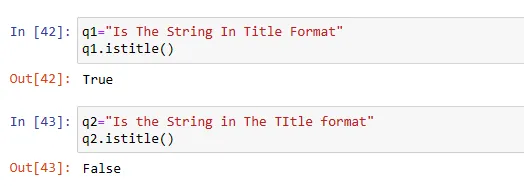 In [42]: q1="Is The String In Title Format"
q1.istitle()
Out[42]: True
In [43]: q2="Is the String in The TItle format"
q2.istitle()
Out[43]: False